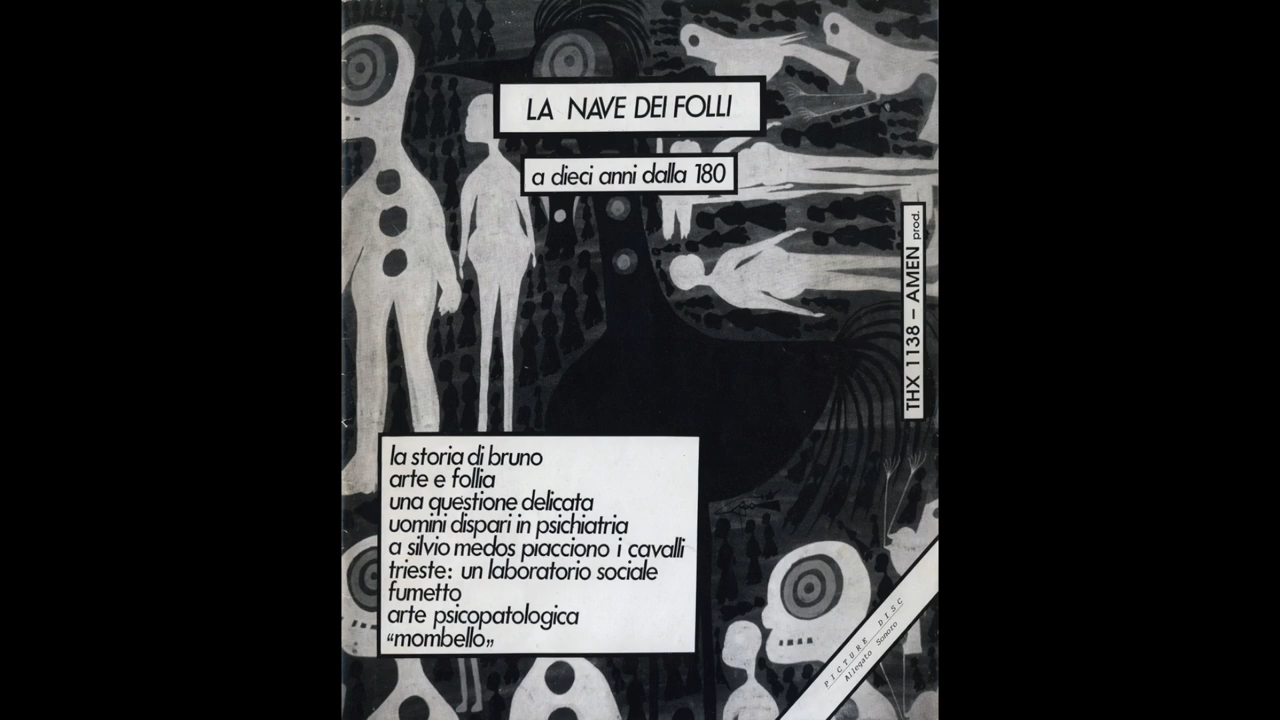 LA NAVE DEI FOLLI
a dieci anni dalla 180
THX 1138 – AMEN prod.
la storia di bruno
arte e follia
una questione delicata
uomini dispari in psichiatria
a silvio medos piacciono i cavalli
trieste: un laboratorio sociale
fumetto
arte psicopatologica
“mombello„
PICTURE DISC
Allegato Sonoro